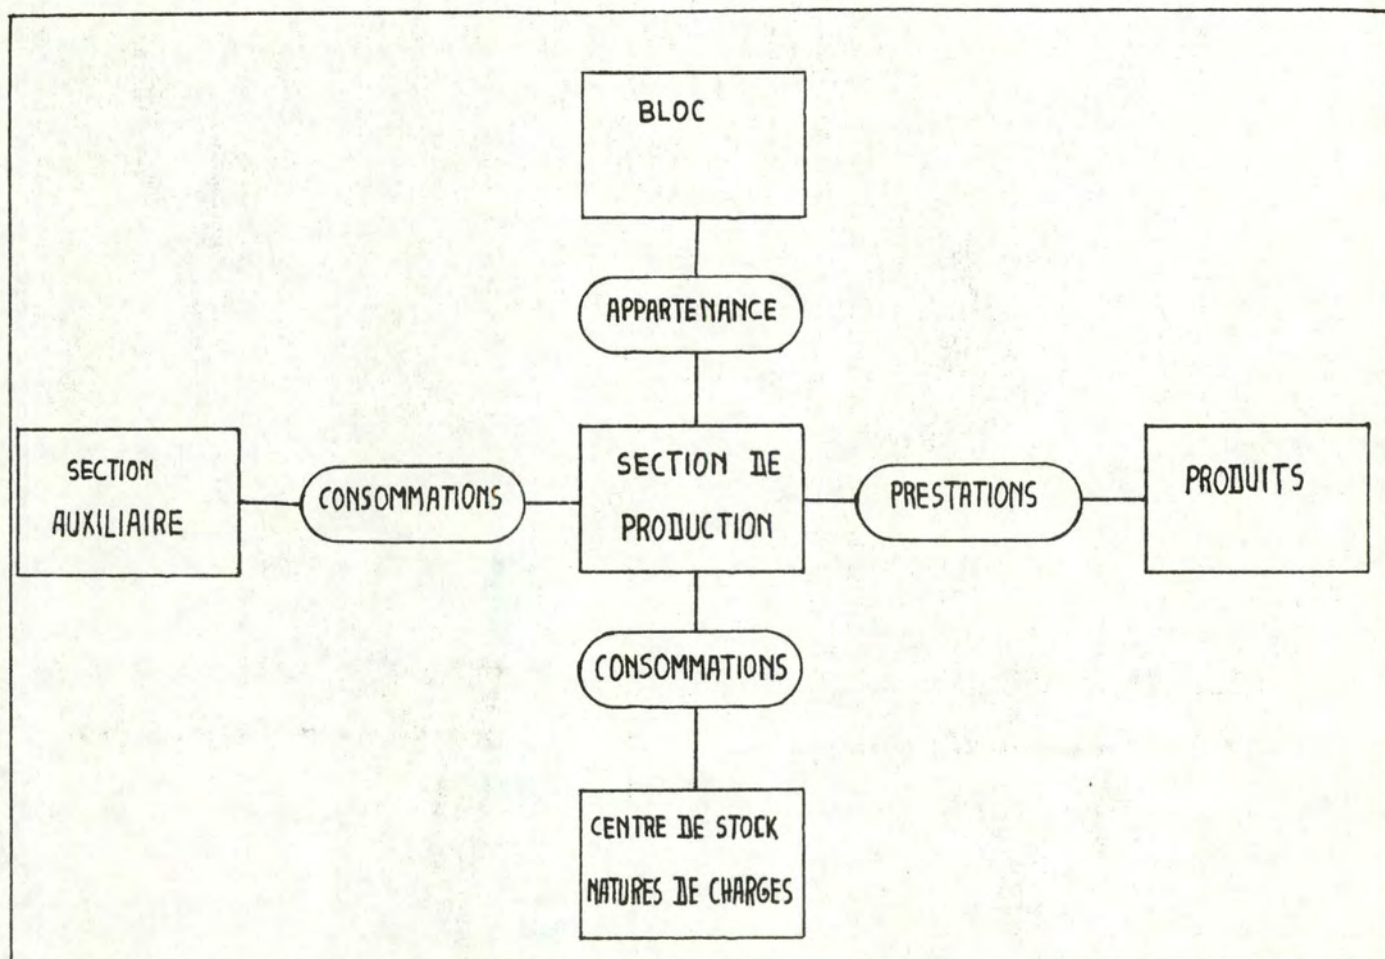 BLOC
APPARTENANCE
SECTION
AUXILIAIRE
CONSOMMATIONS
SECTION DE
PRODUCTION
PRESTATIONS
PRODUITS
CONSOMMATIONS
CENTRE DE STOCK
NATURES DE CHARGES